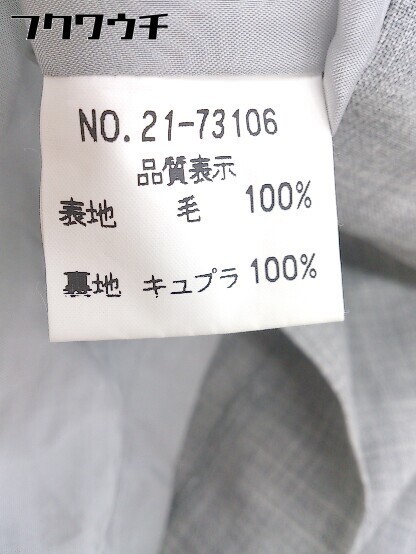 フクワウチ
NO. 21-73106
品質表示
表地 毛 100%
裏地 キュプラ 100%